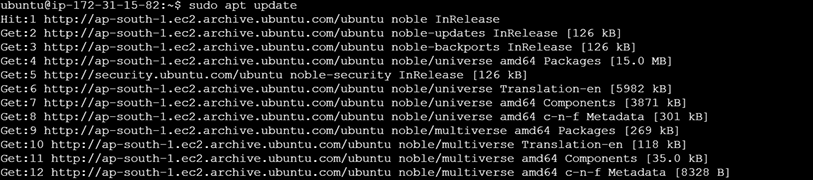 ubuntu@ip-172-31-15-82:~$ sudo apt update
Hit:1 http://ap-south-1.ec2.archive.ubuntu.com/ubuntu noble InRelease
Get:2 http://ap-south-1.ec2.archive.ubuntu.com/ubuntu noble-updates InRelease [126 kB]
Get:3 http://ap-south-1.ec2.archive.ubuntu.com/ubuntu noble-backports InRelease [126 kB]
Get:4 http://ap-south-1.ec2.archive.ubuntu.com/ubuntu noble/universe amd64 Packages [15.0 MB]
Get:5 http://security.ubuntu.com/ubuntu noble-security InRelease [126 kB]
Get:6 http://ap-south-1.ec2.archive.ubuntu.com/ubuntu noble/universe Translation-en [5982 kB]
Get:7 http://ap-south-1.ec2.archive.ubuntu.com/ubuntu noble/universe amd64 Components [3871 kB]
Get:8 http://ap-south-1.ec2.archive.ubuntu.com/ubuntu noble/universe amd64 c-n-f Metadata [301 kB]
Get:9 http://ap-south-1.ec2.archive.ubuntu.com/ubuntu noble/multiverse amd64 Packages [269 kB]
Get:10 http://ap-south-1.ec2.archive.ubuntu.com/ubuntu noble/multiverse Translation-en [118 kB]
Get:11 http://ap-south-1.ec2.archive.ubuntu.com/ubuntu noble/multiverse amd64 Components [35.0 kB]
Get:12 http://ap-south-1.ec2.archive.ubuntu.com/ubuntu noble/multiverse amd64 c-n-f Metadata [8328 B]